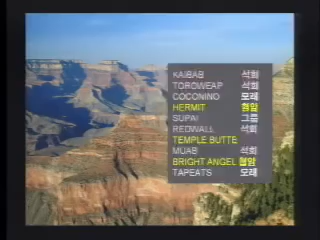 KAIBAB 석회
TOROWEAP 석회
COCONINO 모래
HERMIT 혈암
SUPAI 그룹
REDWALL 석회
TEMPLE BUTTE
MUAB 석회
BRIGHT ANGEL 혈암
TAPEATS 모래